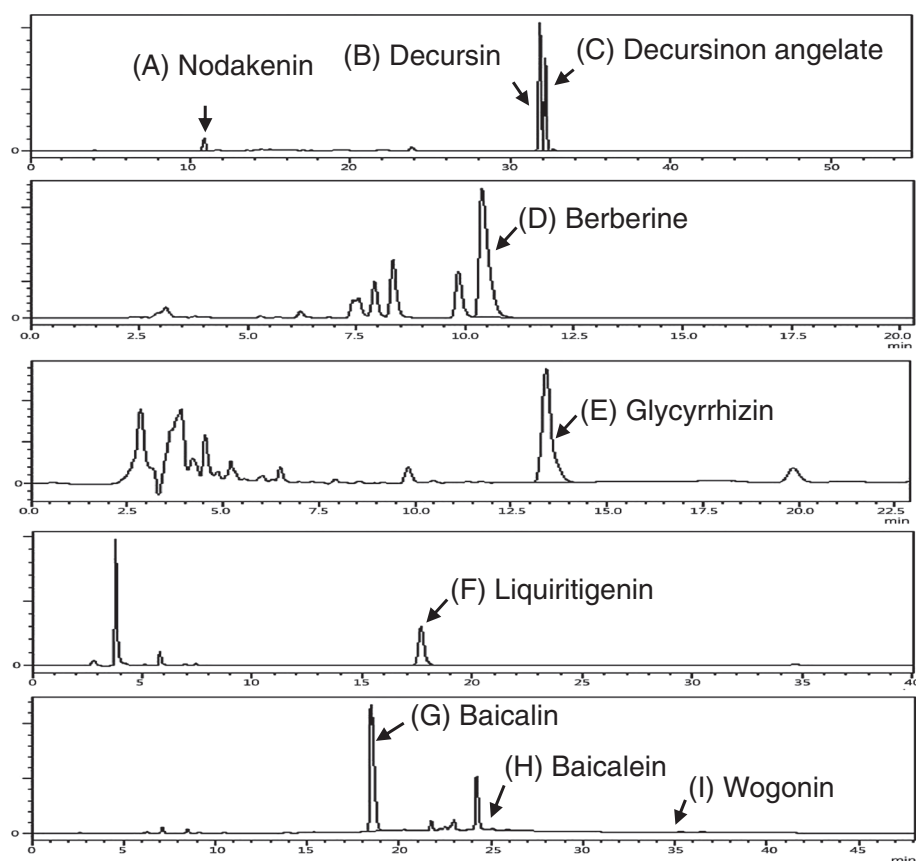 (A) Nodakenin
(B) Decursin
(C) Decursinon angelate
0
10 20 30 40 50
(D) Berberine
0
0.0 2.5 5.0 7.5 10.0 12.5 15.0 17.5 20.0
min
(E) Glycyrrhizin
0
2.5 5.0 7.5 10.0 12.5 15.0 17.5 20.0 22.5
min
(F) Liquiritigenin
0
0 5 10 15 20 25 30 35 40
(G) Baicalin
(H) Baicalein
(I) Wogonin
0
0 5 10 15 20 25 30 35 40 45
min